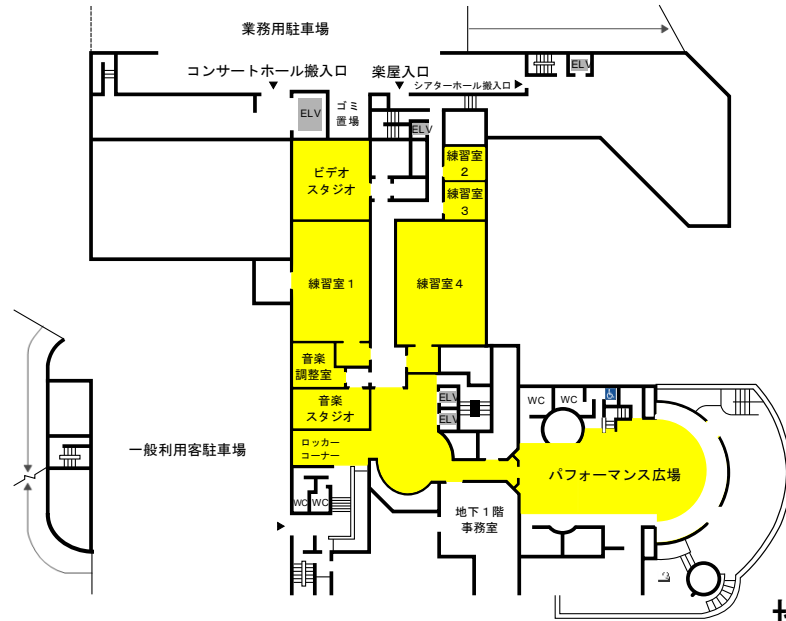 業務用駐車場
コンサートホール搬入口
楽屋入口
シアターホール搬入口
ELV
ELV
ゴミ
置場
ELV
ビデオ
スタジオ
練習室
2
練習室
3
練習室1
練習室4
音楽
調整室
音楽
スタジオ
ELV
ELV
WC
WC
ロッカー
コーナー
一般利用客駐車場
パフォーマンス広場
WC
WC
地下1階
事務室